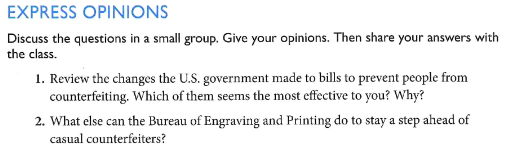 EXPRESS OPINIONS
Discuss the questions in a small group. Give your opinions. Then share your answers with
the class.
1. Review the changes the U.S. government made to bills to prevent people from
counterfeiting. Which of them seems the most effective to you? Why?
2. What else can the Bureau of Engraving and Printing do to stay a step ahead of
casual counterfeiters?